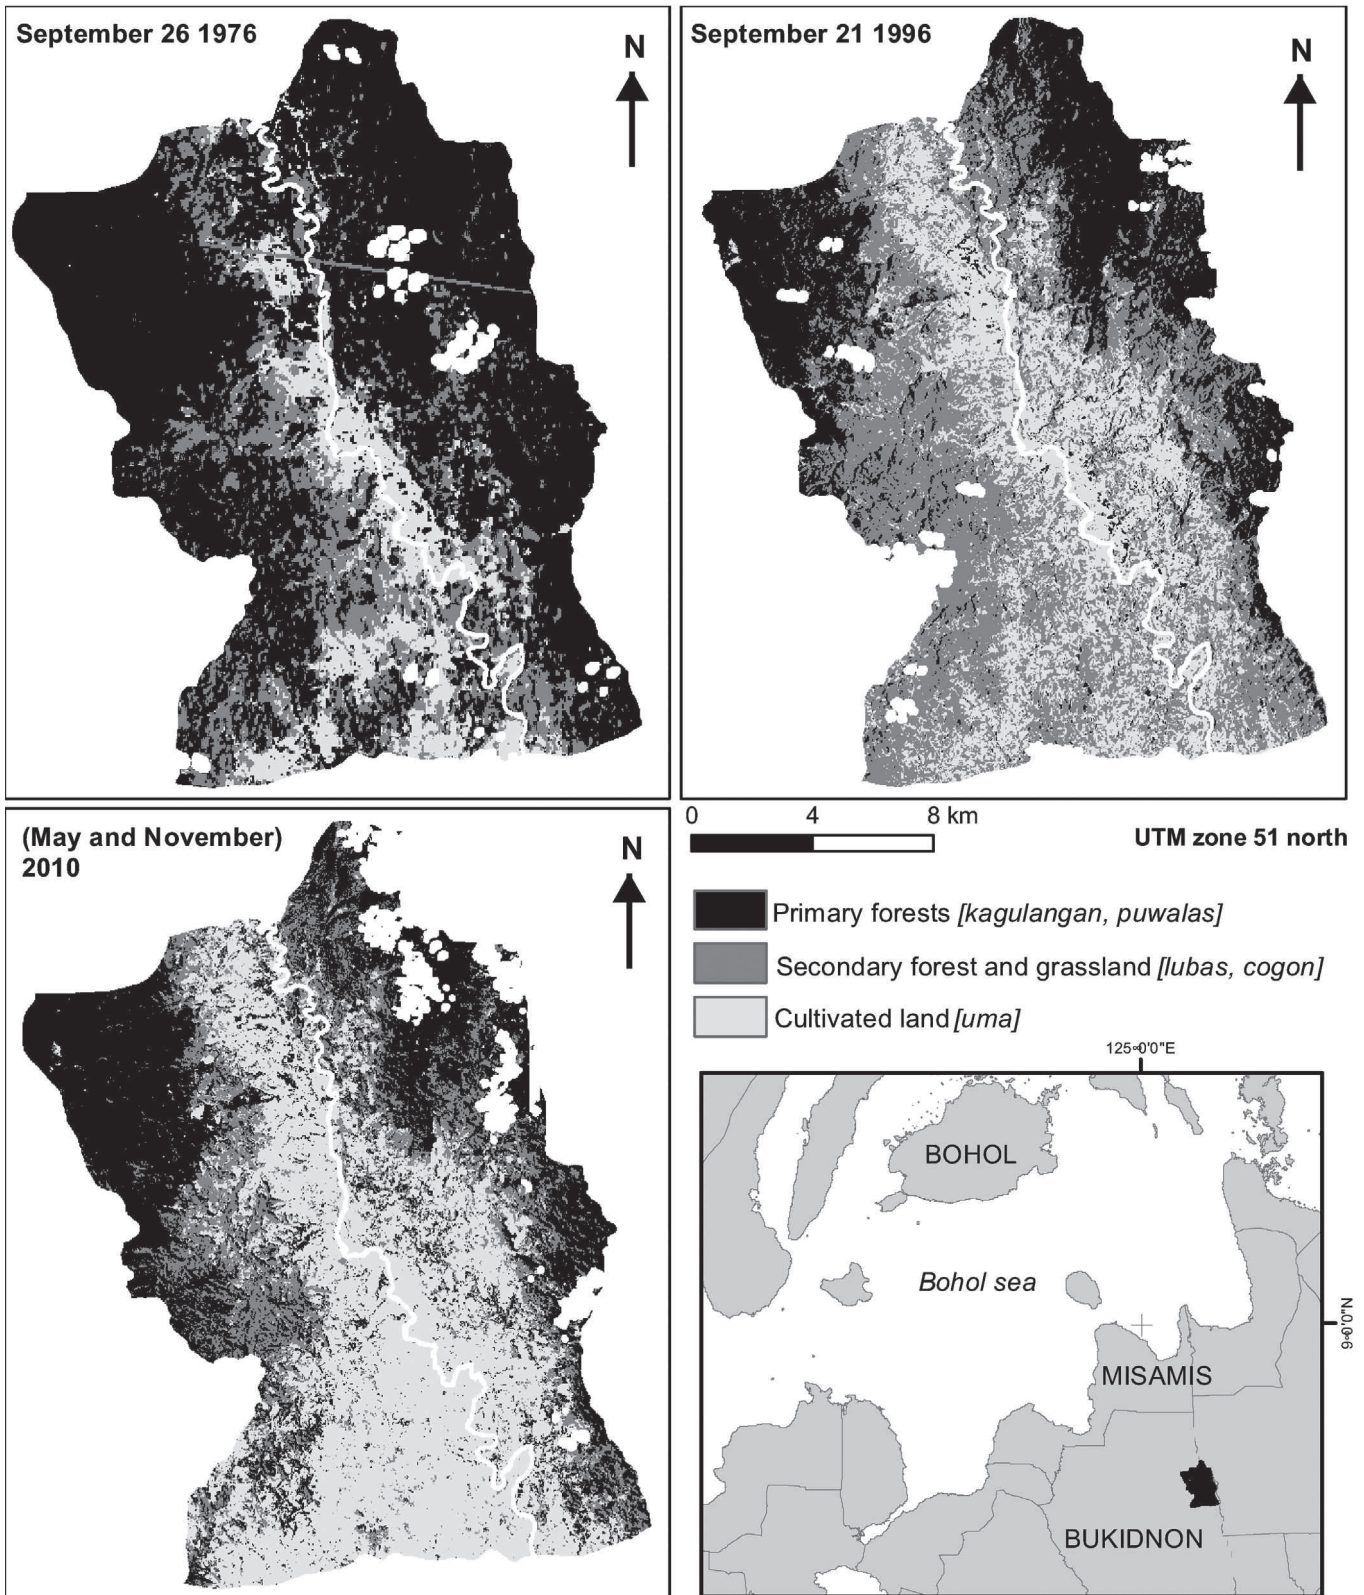 September 26 1976
N
September 21 1996
N
(May and November)
2010
N
0 4 8 km
UTM zone 51 north
Primary forests [kagulangan, puwalas]
Secondary forest and grassland [lubas, cogon]
Cultivated land [uma]
125°0'0"E
BOHOL
Bohol sea
9°0'0"N
MISAMIS
BUKIDNON